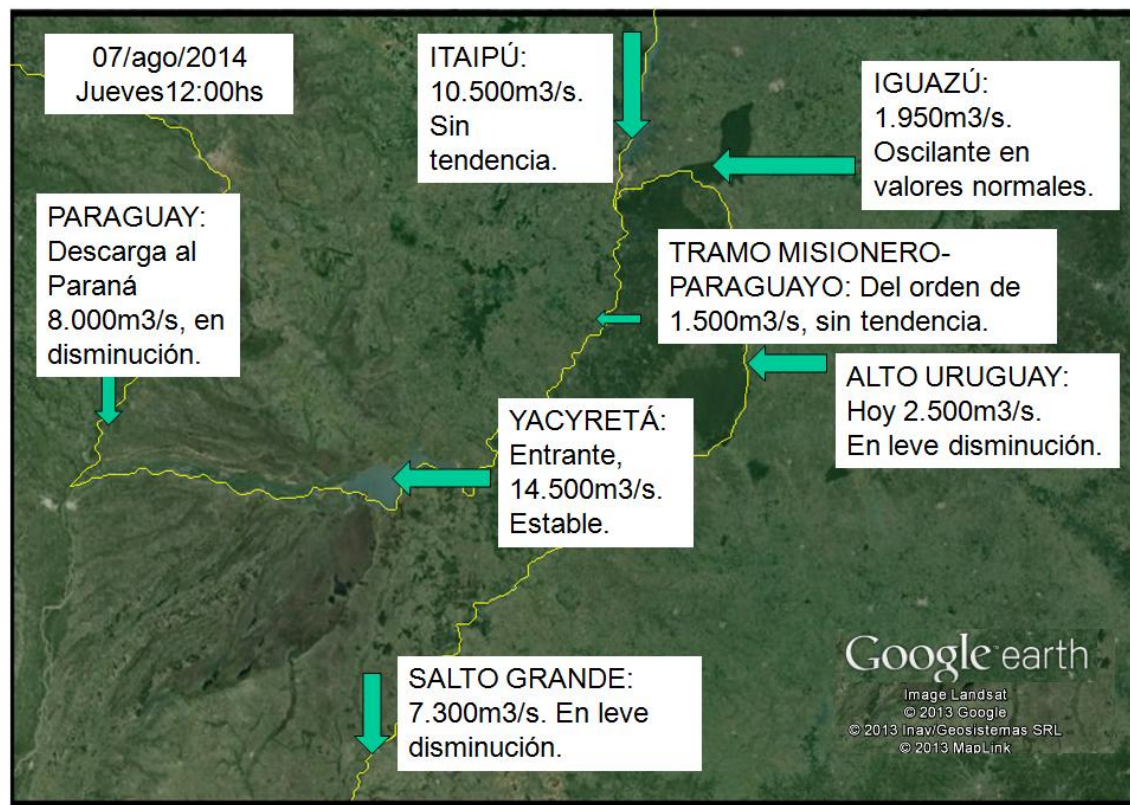 07/ago/2014
Jueves12:00hs
ITAIPÚ:
10.500m3/s.
Sin
tendencia.
IGUAZÚ:
1.950m3/s.
Oscilante en
valores normales.
PARAGUAY:
Descarga al
Paraná
8.000m3/s, en
disminución.
TRAMO MISIONERO-
PARAGUAYO: Del orden de
1.500m3/s, sin tendencia.
ALTO URUGUAY:
Hoy 2.500m3/s.
En leve disminución.
YACYRETÁ:
Entrante,
14.500m3/s.
Estable.
SALTO GRANDE:
7.300m3/s. En leve
disminución.
Google earth
Image Landsat
© 2013 Google
© 2013 Inav/Geosistemas SRL
© 2013 MapLink